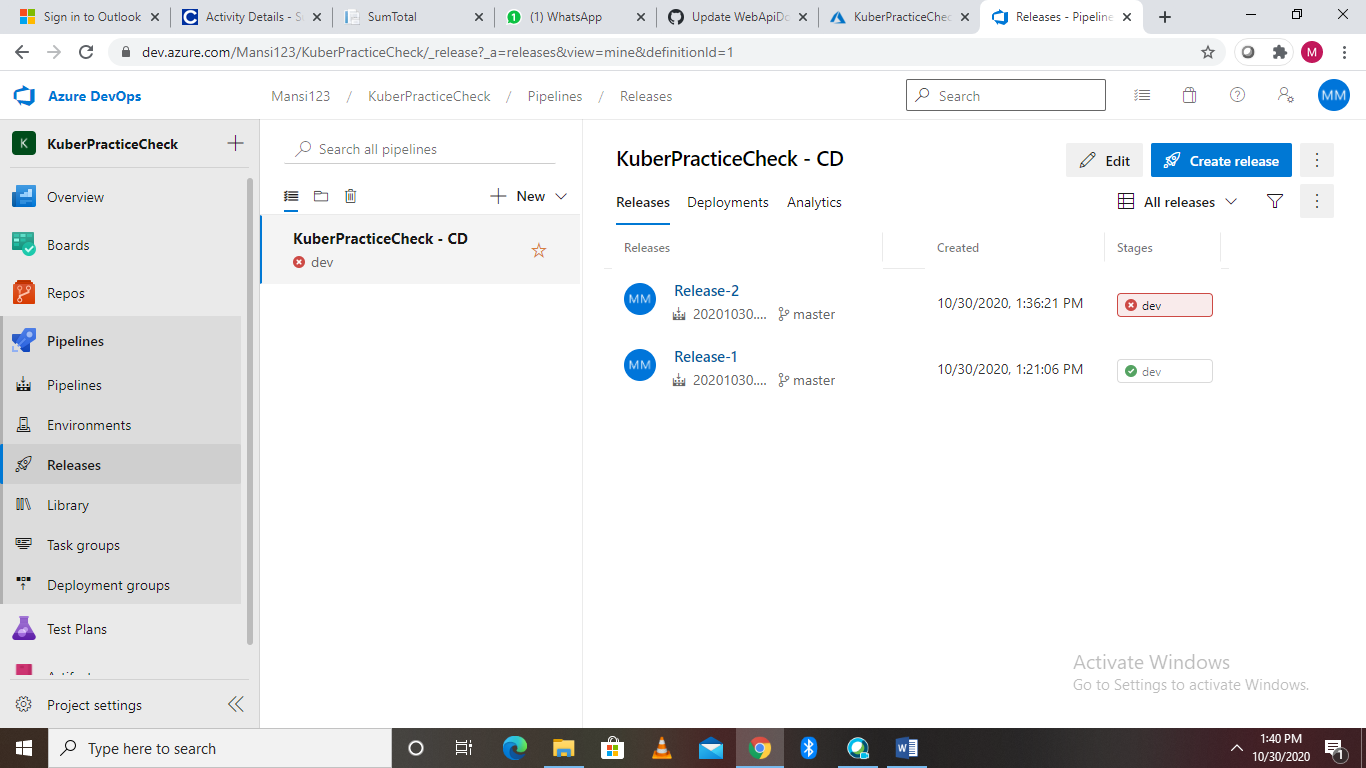 Sign in to Outlook
Activity Details - S
SumTotal
(1) WhatsApp
Update WebApiDo
KuberPracticeChec
Releases - Pipeline
dev.azure.com/Mansi123/KuberPracticeCheck/_release?_a=releases&view=mine&definitionId=1
M
Azure DevOps
Mansi123 / KuberPracticeCheck / Pipelines / Releases
Search
MM
K KuberPracticeCheck
Overview
Boards
Repos
Pipelines
Pipelines
Environments
Releases
Library
Task groups
Deployment groups
Test Plans
Project settings
Search all pipelines
New
KuberPracticeCheck - CD
dev
KuberPracticeCheck - CD
Edit
Create release
Releases Deployments Analytics
All releases
Releases Created Stages
MM Release-2
20201030.... master
10/30/2020, 1:36:21 PM
dev
MM Release-1
20201030.... master
10/30/2020, 1:21:06 PM
dev
Activate Windows
Go to Settings to activate Windows.
Type here to search
1:40 PM
10/30/2020
1